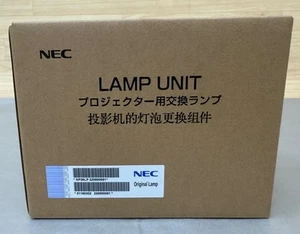 NEC
LAMP UNIT
プロジェクター用交換ランプ
投影机的灯泡更换组件
NEC
Original Lamp